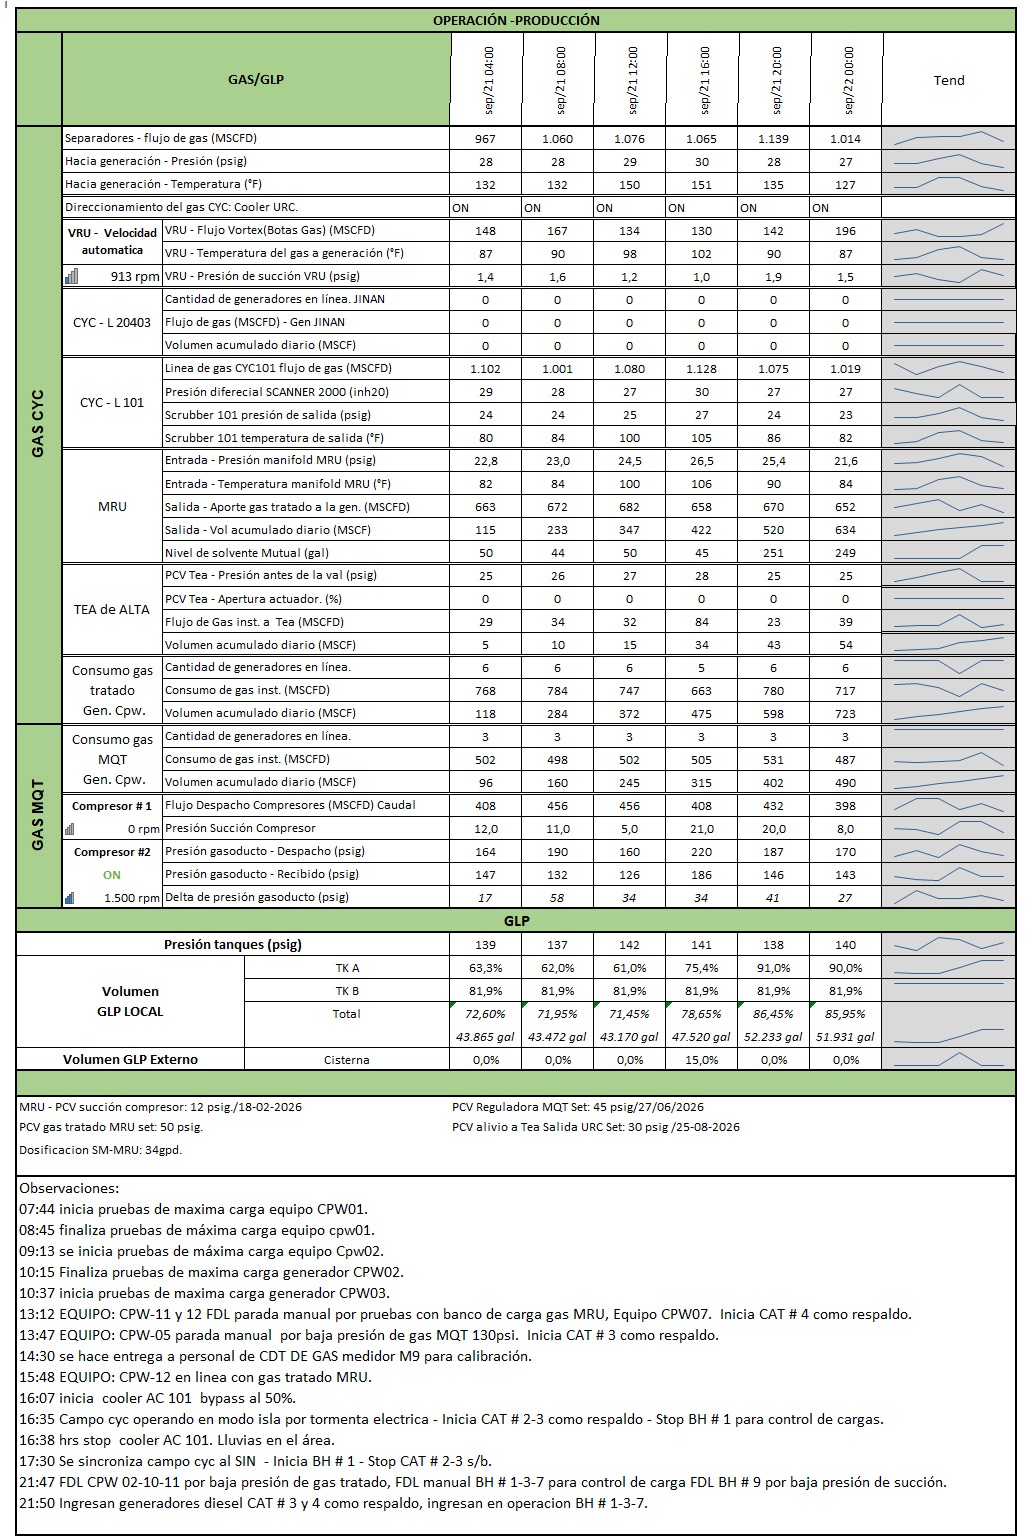 OPERACIÓN -PRODUCCIÓN
GAS/GLP sep/21 04:00 sep/21 08:00 sep/21 12:00 sep/21 16:00 sep/21 20:00 sep/22 00:00 Tend
GAS CYC
Separadores - flujo de gas (MSCFD) 967 1.060 1.076 1.065 1.139 1.014
Hacia generación - Presión (psig) 28 28 29 30 28 27
Hacia generación - Temperatura (°F) 132 132 150 151 135 127
Direccionamiento del gas CYC: Cooler URC. ON ON ON ON ON ON
VRU - Velocidad
automatica
VRU - Flujo Vortex(Botas Gas) (MSCFD) 148 167 134 130 142 196
VRU - Temperatura del gas a generación (°F) 87 90 98 102 90 87
913 rpm VRU - Presión de succión VRU (psig) 1,4 1,6 1,2 1,0 1,9 1,5
CYC - L 20403
Cantidad de generadores en línea. JINAN 0 0 0 0 0 0
Flujo de gas (MSCFD) - Gen JINAN 0 0 0 0 0 0
Volumen acumulado diario (MSCF) 0 0 0 0 0 0
CYC - L 101
Linea de gas CYC101 flujo de gas (MSCFD) 1.102 1.001 1.080 1.128 1.075 1.019
Presión diferecial SCANNER 2000 (inh20) 29 28 27 30 27 27
Scrubber 101 presión de salida (psig) 24 24 25 27 24 23
Scrubber 101 temperatura de salida (°F) 80 84 100 105 86 82
MRU
Entrada - Presión manifold MRU (psig) 22,8 23,0 24,5 26,5 25,4 21,6
Entrada - Temperatura manifold MRU (°F) 82 84 100 106 90 84
Salida - Aporte gas tratado a la gen. (MSCFD) 663 672 682 658 670 652
Salida - Vol acumulado diario (MSCF) 115 233 347 422 520 634
Nivel de solvente Mutual (gal) 50 44 50 45 251 249
TEA de ALTA
PCV Tea - Presión antes de la val (psig) 25 26 27 28 25 25
PCV Tea - Apertura actuador. (%) 0 0 0 0 0 0
Flujo de Gas inst. a Tea (MSCFD) 29 34 32 84 23 39
Volumen acumulado diario (MSCF) 5 10 15 34 43 54
Consumo gas
tratado
Gen. Cpw.
Cantidad de generadores en línea. 6 6 6 5 6 6
Consumo de gas inst. (MSCFD) 768 784 747 663 780 717
Volumen acumulado diario (MSCF) 118 284 372 475 598 723
GAS MQT
Consumo gas
MQT
Gen. Cpw.
Cantidad de generadores en línea. 3 3 3 3 3 3
Consumo de gas inst. (MSCFD) 502 498 502 505 531 487
Volumen acumulado diario (MSCF) 96 160 245 315 402 490
Compresor # 1 Flujo Despacho Compresores (MSCFD) Caudal 408 456 456 408 432 398
0 rpm Presión Succión Compresor 12,0 11,0 5,0 21,0 20,0 8,0
Compresor #2 Presión gasoducto - Despacho (psig) 164 190 160 220 187 170
ON Presión gasoducto - Recibido (psig) 147 132 126 186 146 143
1.500 rpm Delta de presión gasoducto (psig) 17 58 34 34 41 27
GLP
Presión tanques (psig) 139 137 142 141 138 140
Volumen
GLP LOCAL
TK A 63,3% 62,0% 61,0% 75,4% 91,0% 90,0%
TK B 81,9% 81,9% 81,9% 81,9% 81,9% 81,9%
Total 72,60% 71,95% 71,45% 78,65% 86,45% 85,95%
43.865 gal 43.472 gal 43.170 gal 47.520 gal 52.233 gal 51.931 gal
Volumen GLP Externo Cisterna 0,0% 0,0% 0,0% 15,0% 0,0% 0,0%
MRU - PCV succión compresor: 12 psig./18-02-2026 PCV Reguladora MQT Set: 45 psig/27/06/2026
PCV gas tratado MRU set: 50 psig. PCV alivio a Tea Salida URC Set: 30 psig /25-08-2026
Dosificacion SM-MRU: 34gpd.
Observaciones:
07:44 inicia pruebas de maxima carga equipo CPW01.
08:45 finaliza pruebas de máxima carga equipo cpw01.
09:13 se inicia pruebas de máxima carga equipo Cpw02.
10:15 Finaliza pruebas de maxima carga generador CPW02.
10:37 inicia pruebas de maxima carga generador CPW03.
13:12 EQUIPO: CPW-11 y 12 FDL parada manual por pruebas con banco de carga gas MRU, Equipo CPW07. Inicia CAT # 4 como respaldo.
13:47 EQUIPO: CPW-05 parada manual por baja presión de gas MQT 130psi. Inicia CAT # 3 como respaldo.
14:30 se hace entrega a personal de CDT DE GAS medidor M9 para calibración.
15:48 EQUIPO: CPW-12 en linea con gas tratado MRU.
16:07 inicia cooler AC 101 bypass al 50%.
16:35 Campo cyc operando en modo isla por tormenta electrica - Inicia CAT # 2-3 como respaldo - Stop BH # 1 para control de cargas.
16:38 hrs stop cooler AC 101. Lluvias en el área.
17:30 Se sincroniza campo cyc al SIN - Inicia BH # 1 - Stop CAT # 2-3 s/b.
21:47 FDL CPW 02-10-11 por baja presión de gas tratado, FDL manual BH # 1-3-7 para control de carga FDL BH # 9 por baja presión de succión.
21:50 Ingresan generadores diesel CAT # 3 y 4 como respaldo, ingresan en operacion BH # 1-3-7.